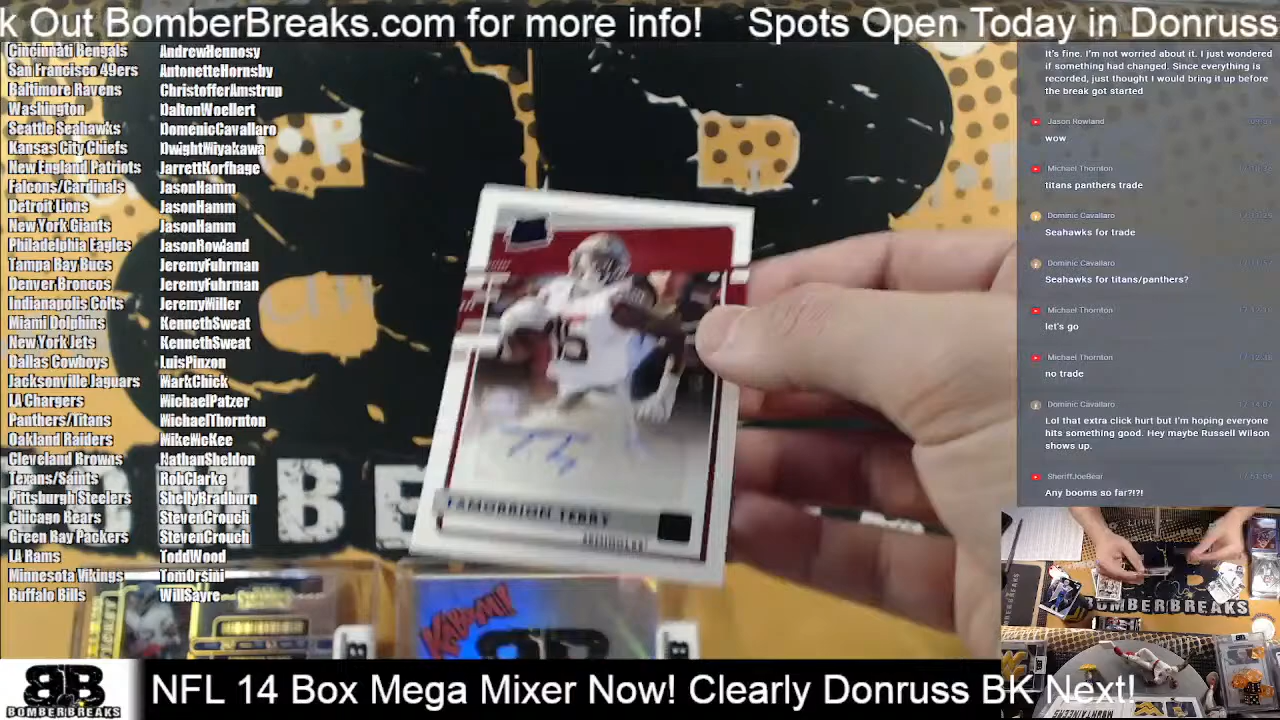 k Out BomberBreaks.com for more info! Spots Open Today in Donruss
Cincinnati Bengals AndrewHennosy
San Francisco 49ers AntonetteHornsby
Baltimore Ravens ChristofferAmstrup
Washington DaltonWoellert
Seattle Seahawks DomenicCavallaro
Kansas City Chiefs DwightMiyakawa
New England Patriots JarrettKorfhage
Falcons/Cardinals JasonHamm
Detroit Lions JasonHamm
New York Giants JasonHamm
Philadelphia Eagles JasonRowland
Tampa Bay Bucs JeremyFuhrman
Denver Broncos JeremyFuhrman
Indianapolis Colts JeremyMiller
Miami Dolphins KennethSweat
New York Jets KennethSweat
Dallas Cowboys LuisPinzon
Jacksonville Jaguars MarkChick
LA Chargers MichaelPatzer
Panthers/Titans MichaelThornton
Oakland Raiders MikeMcKee
Cleveland Browns NathanSheldon
Texans/Saints RobClarke
Pittsburgh Steelers ShellyBradburn
Chicago Bears StevenCrouch
Green Bay Packers StevenCrouch
LA Rams ToddWood
Minnesota Vikings TomOrsini
Buffalo Bills WillSayre
It's fine. I'm not worried about it. I just wondered
if something had changed. Since everything is
recorded, just thought I would bring it up before
the break got started
Jason Rowland
wow
Michael Thornton
titans panthers trade
Dominic Cavallaro
Seahawks for trade
Dominic Cavallaro
Seahawks for titans/panthers?
Michael Thornton
let's go
Michael Thornton
no trade
Dominic Cavallaro
Lol that extra click hurt but I'm hoping everyone
hits something good. Hey maybe Russell Wilson
shows up.
SheriffJoeBear
Any booms so far?!?!
15
TAMORRION TERRY
SEMINOLES
KABOOM!
BOMBERBREAKS
BB
BOMBERBREAKS
NFL 14 Box Mega Mixer Now! Clearly Donruss BK Next!